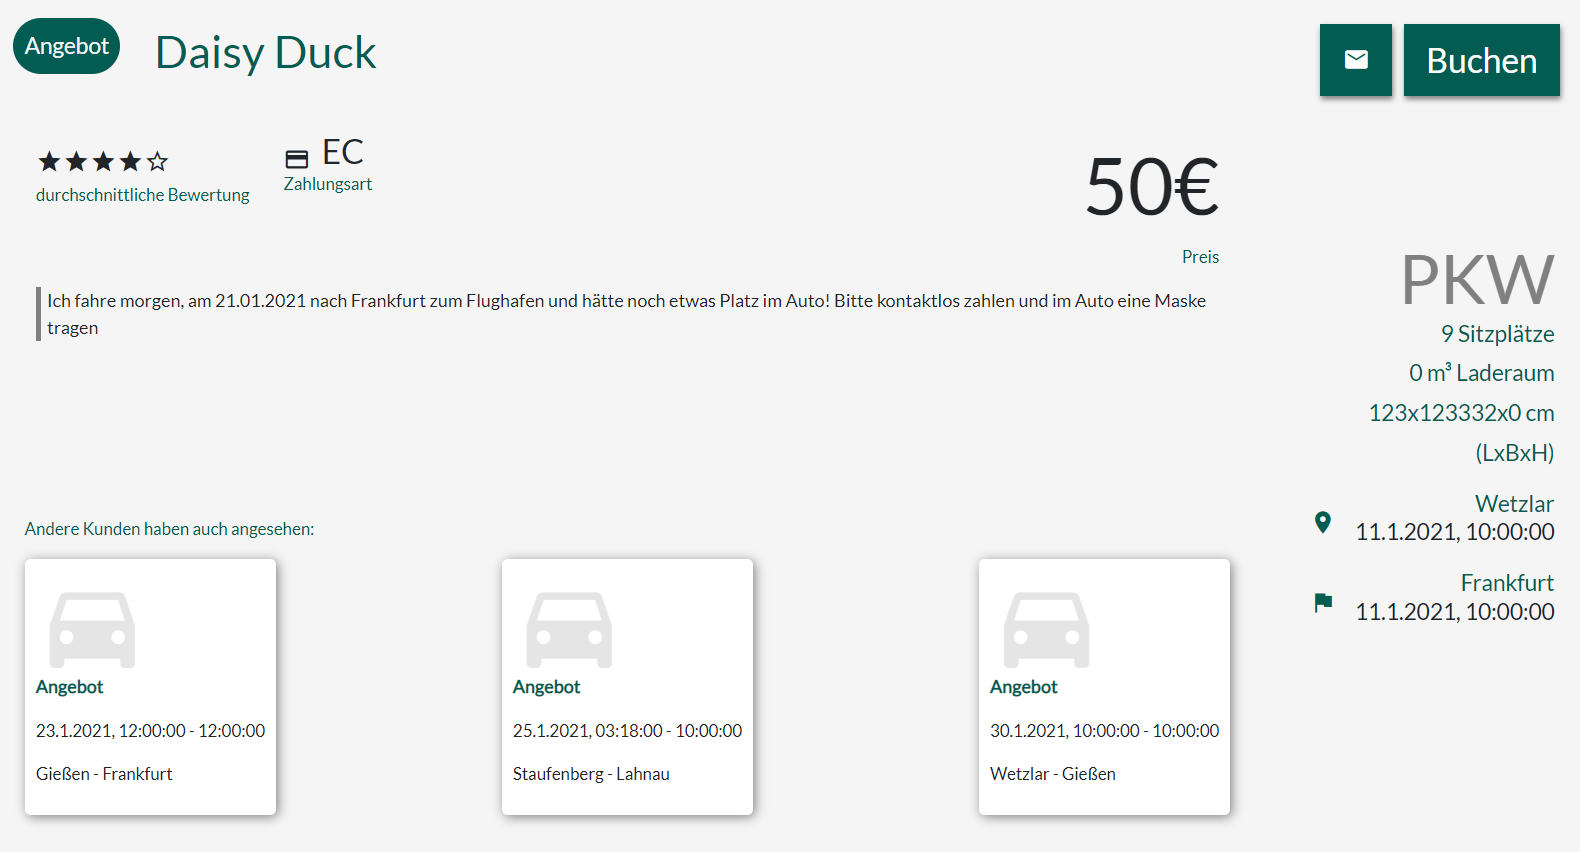 Angebot
Daisy Duck
Buchen
EC
durchschnittliche Bewertung
Zahlungsart
50€
Preis
Ich fahre morgen, am 21.01.2021 nach Frankfurt zum Flughafen und hätte noch etwas Platz im Auto! Bitte kontaktlos zahlen und im Auto eine Maske
tragen
PKW
9 Sitzplätze
0 m³ Laderaum
123x123332x0 cm
(LxBxH)
Wetzlar
11.1.2021, 10:00:00
Frankfurt
11.1.2021, 10:00:00
Andere Kunden haben auch angesehen:
Angebot
23.1.2021, 12:00:00 - 12:00:00
Gießen - Frankfurt
Angebot
25.1.2021, 03:18:00 - 10:00:00
Staufenberg - Lahnau
Angebot
30.1.2021, 10:00:00 - 10:00:00
Wetzlar - Gießen